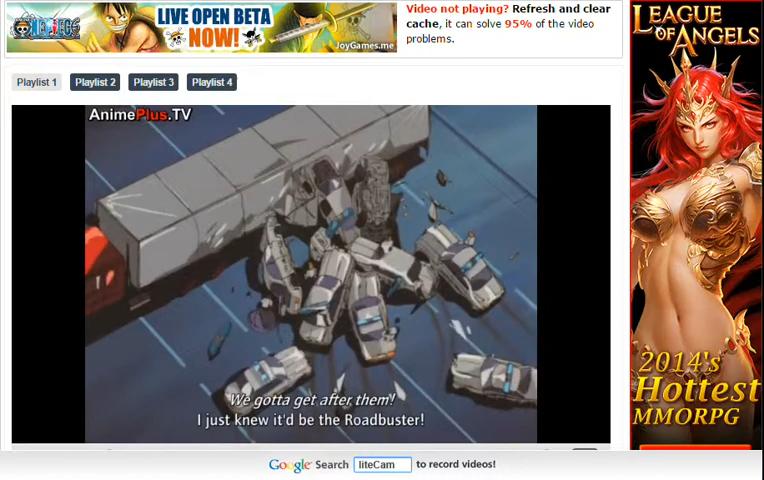 ONE PIECE
LIVE OPEN BETA
NOW!
JoyGames.me
Video not playing? Refresh and clear
cache, it can solve 95% of the video
problems.
LEAGUE
OF ANGELS
Playlist 1
Playlist 2
Playlist 3
Playlist 4
AnimePlus.TV
We gotta get after them!
I just knew it'd be the Roadbuster!
2014's
Hottest
MMORPG
Google Search liteCam to record videos!